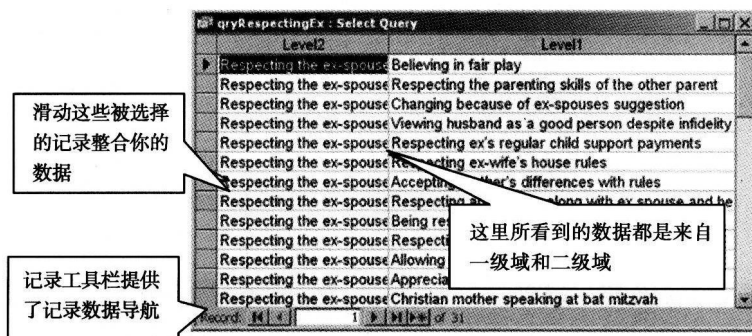 qryRespectingEx : Select Query
Level2 Level1
Respecting the ex-spouse Believing in fair play
Respecting the ex-spouse Respecting the parenting skills of the other parent
Respecting the ex-spouse Changing because of ex-spouses suggestion
Respecting the ex-spouse Viewing husband as a good person despite infidelity
Respecting the ex-spouse Respecting ex's regular child support payments
Respecting the ex-spouse Respecting ex-wife's house rules
Respecting the ex-spouse Accepting
Respecting the ex-spouse Respecting
Respecting the ex-spouse Being
Respecting the ex-spouse
Respecting the ex-spouse Allowing
Respecting the ex-spouse
Respecting the ex-spouse Christian mother speaking at bat mitzvah
Record: 1 of 31
滑动这些被选择
的记录整合你的
数据
这里所看到的数据都是来自
一级域和二级域
记录工具栏提供
了记录数据导航